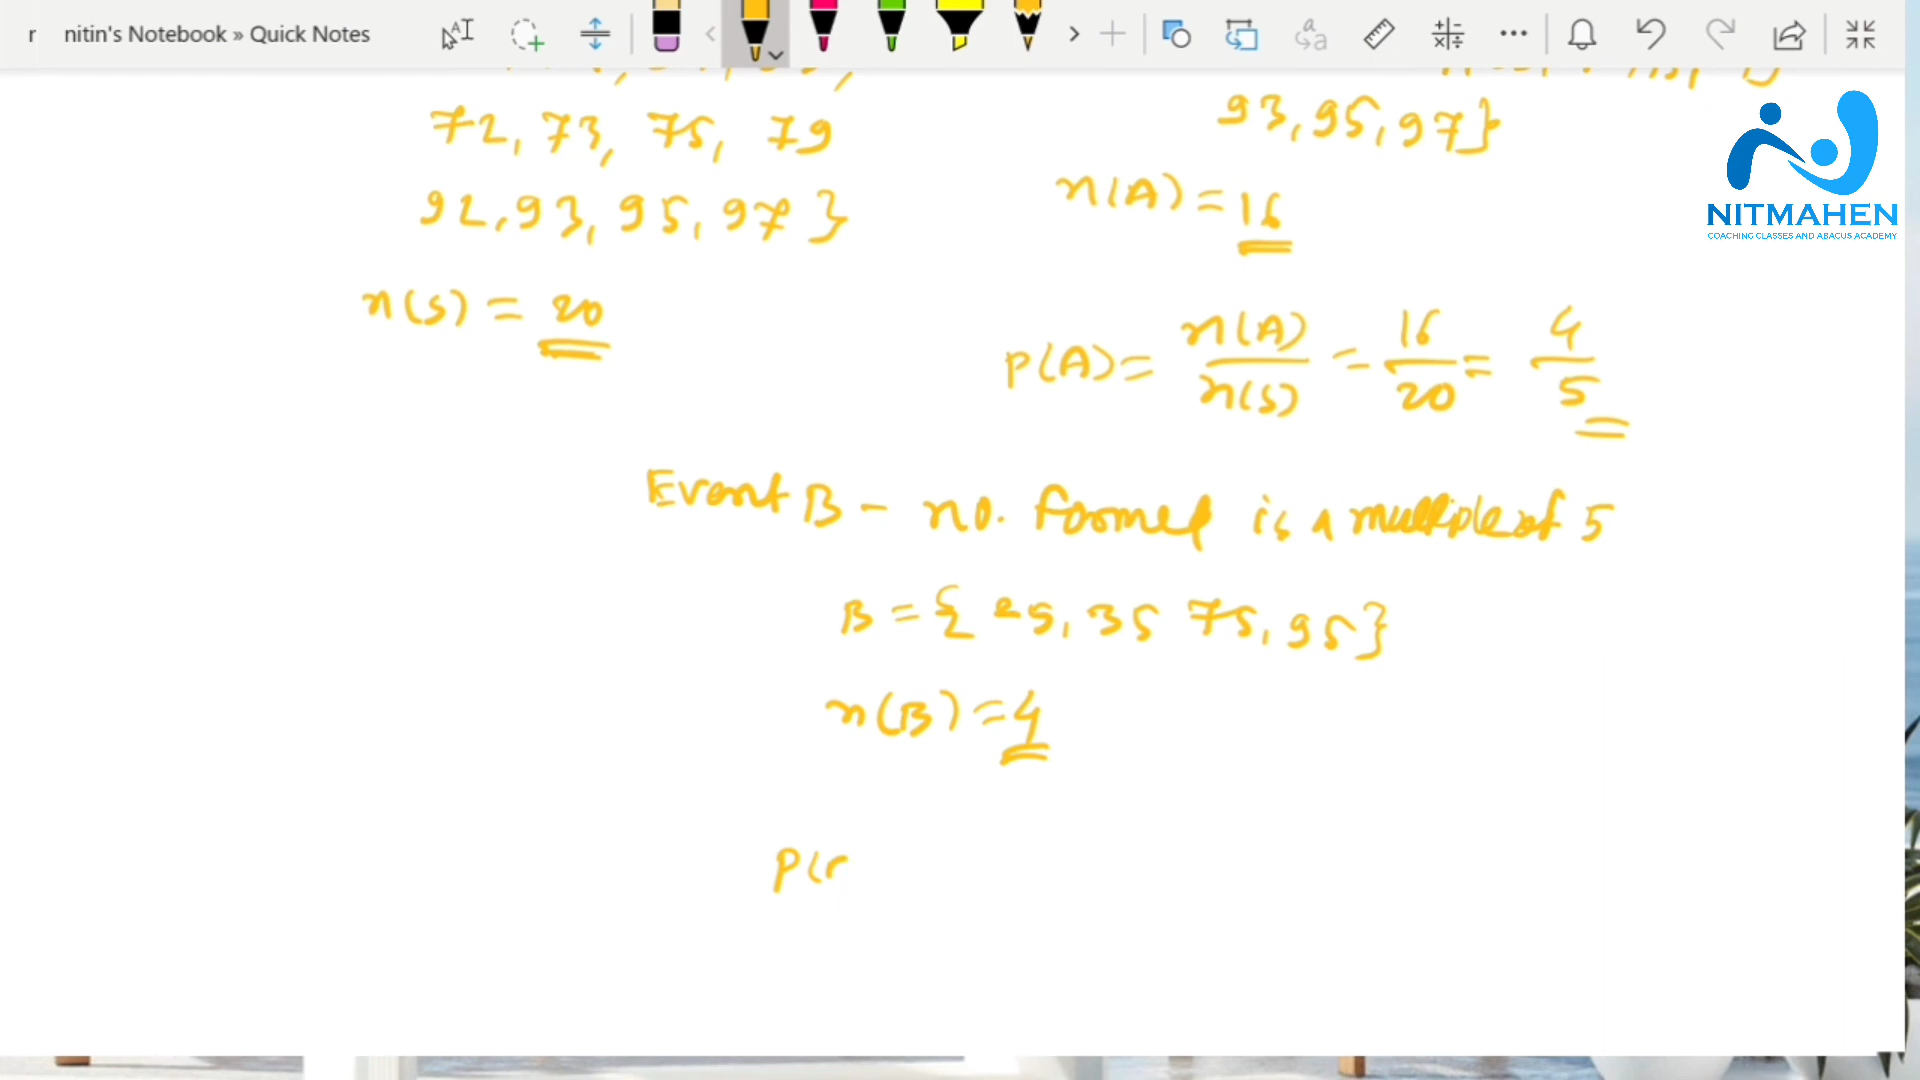 nitin's Notebook » Quick Notes
72, 73, 75, 79
92, 93, 95, 97 }
n(S) = 20
93, 95, 97}
n(A) = 16
P(A) = n(A)/n(S) = 16/20 = 4/5
Event B - no. formed is a multiple of 5
B = { 25, 35 75, 95}
n(B) = 4
P(
NITMAHEN
COACHING CLASSES AND ABACUS ACADEMY